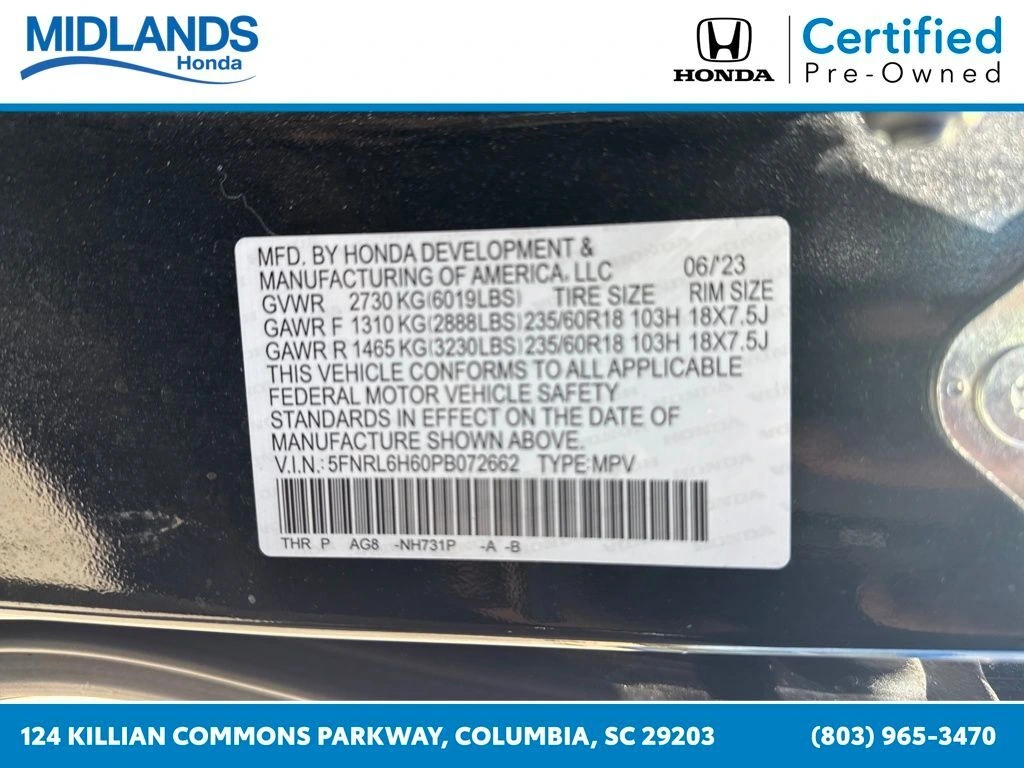 MIDLANDS
Honda
HONDA
Certified
Pre-Owned
MFD. BY HONDA DEVELOPMENT &
MANUFACTURING OF AMERICA, LLC 06/'23
GVWR 2730 KG(6019LBS) TIRE SIZE RIM SIZE
GAWR F 1310 KG(2888LBS) 235/60R18 103H 18X7.5J
GAWR R 1465 KG(3230LBS) 235/60R18 103H 18X7.5J
THIS VEHICLE CONFORMS TO ALL APPLICABLE
FEDERAL MOTOR VEHICLE SAFETY
STANDARDS IN EFFECT ON THE DATE OF
MANUFACTURE SHOWN ABOVE.
V.I.N.: 5FNRL6H60PB072662 TYPE:MPV
THR P AG8 -NH731P -A -B
124 KILLIAN COMMONS PARKWAY, COLUMBIA, SC 29203 (803) 965-3470